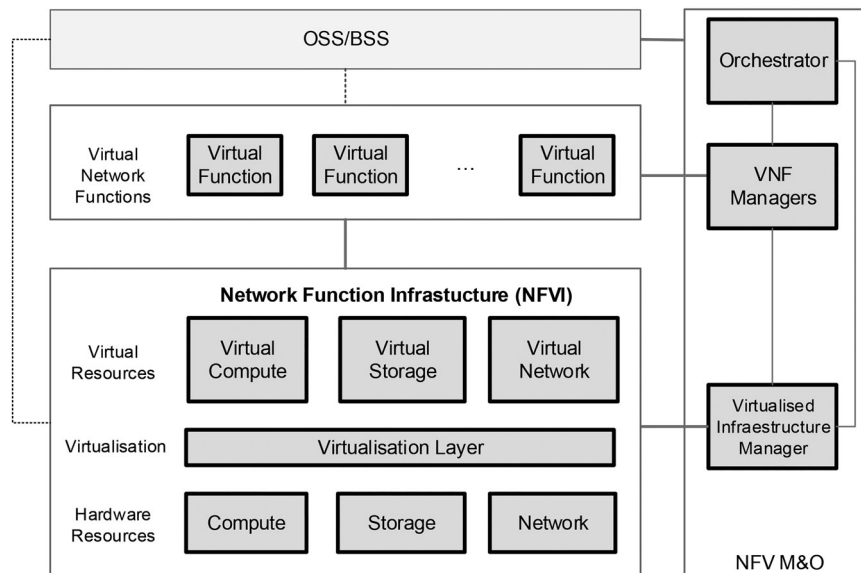 OSS/BSS
Orchestrator
Virtual
Network
Functions
Virtual
Function
Virtual
Function
...
Virtual
Function
VNF
Managers
Network Function Infrastucture (NFVI)
Virtual
Resources
Virtual
Compute
Virtual
Storage
Virtual
Network
Virtualised
Infraestructure
Manager
Virtualisation
Virtualisation Layer
Hardware
Resources
Compute
Storage
Network
NFV M&O